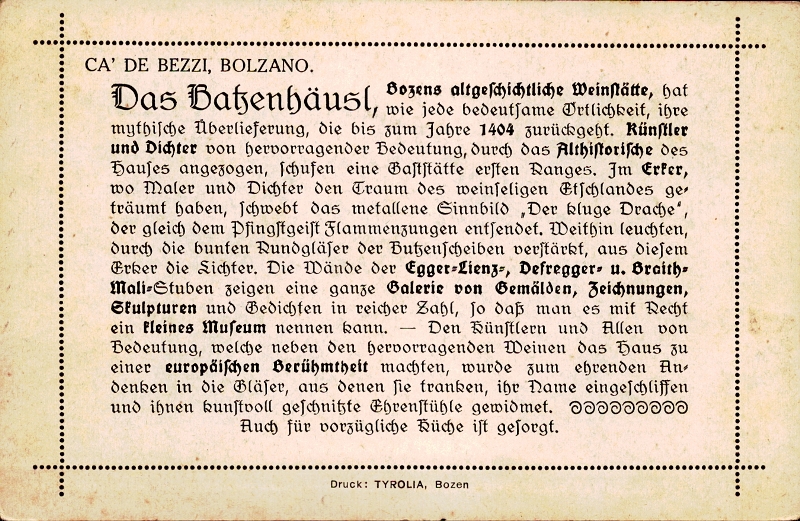 CA' DE BEZZI, BOLZANO.
Das Batzenhäusl, Bozens altgeschichtliche Weinstätte, hat
wie jede bedeutsame Örtlichkeit, ihre
mythische Überlieferung, die bis zum Jahre 1404 zurückgeht. Künstler
und Dichter von hervorragender Bedeutung, durch das Althistorische des
Hauses angezogen, schufen eine Gaststätte ersten Ranges. Im Erker,
wo Maler und Dichter den Traum des weinseligen Etschlandes ge-
träumt haben, schwebt das metallene Sinnbild „Der kluge Drache",
der gleich dem Pfingstgeist Flammenzungen entsendet. Weithin leuchten,
durch die bunten Rundgläser der Butzenscheiben verstärkt, aus diesem
Erker die Lichter. Die Wände der Egger-Lienz-, Defregger- u. Braith-
Mali-Stuben zeigen eine ganze Galerie von Gemälden, Zeichnungen,
Skulpturen und Gedichten in reicher Zahl, so daß man es mit Recht
ein kleines Museum nennen kann. — Den Künstlern und Allen von
Bedeutung, welche neben den hervorragenden Weinen das Haus zu
einer europäischen Berühmtheit machten, wurde zum ehrenden An-
denken in die Gläser, aus denen sie tranken, ihr Name eingeschliffen
und ihnen kunstvoll geschnitzte Ehrenstühle gewidmet.
Auch für vorzügliche Küche ist gesorgt.
Druck: TYROLIA, Bozen